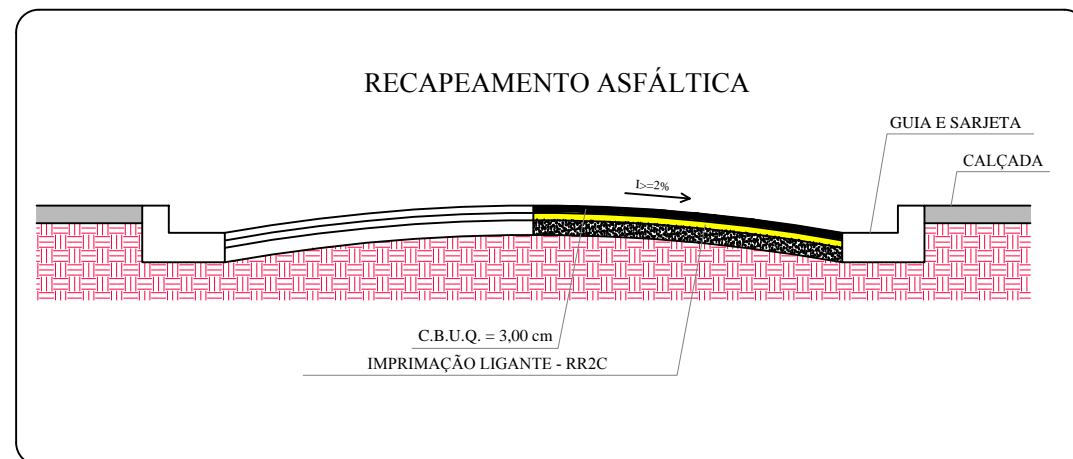 RECAPEAMENTO ASFÁLTICA
GUIA E SARJETA
CALÇADA
I>=2%
C.B.U.Q. = 3,00 cm
IMPRIMAÇÃO LIGANTE - RR2C